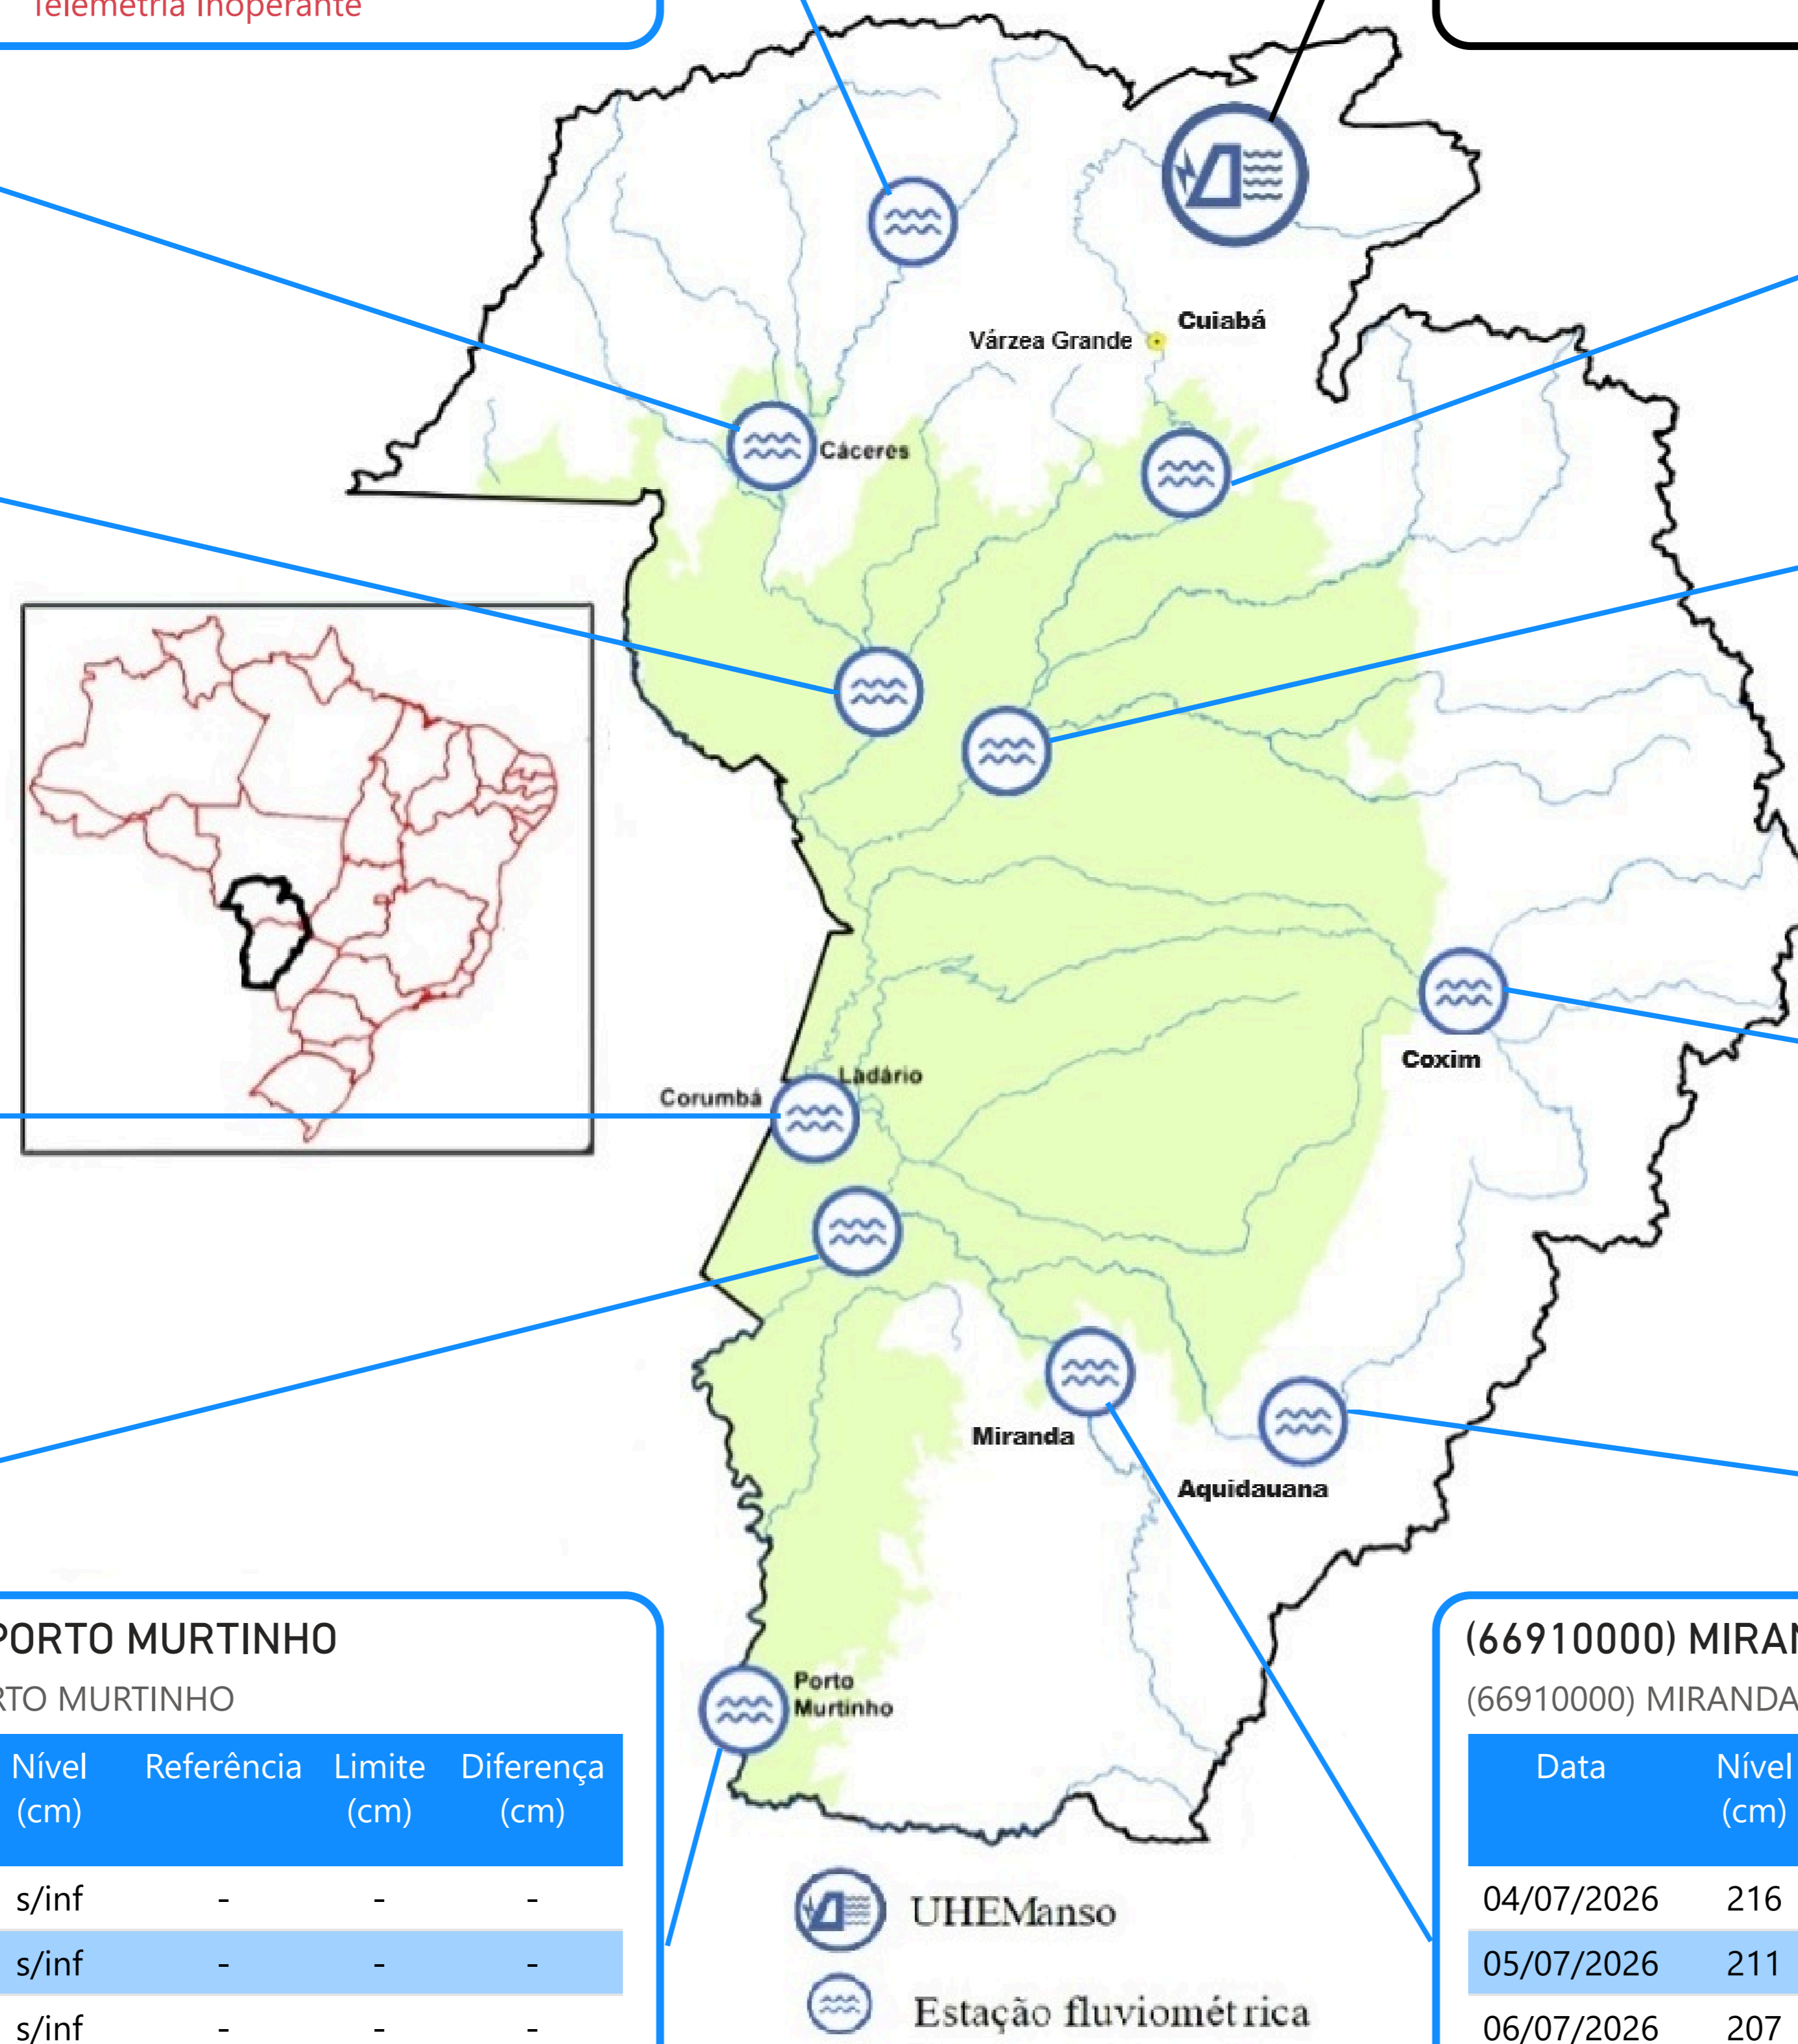 Telemetria Inoperante
Cuiabá
Várzea Grande
Cáceres
Coxim
Ladário
Corumbá
Miranda
Aquidauana
Porto
Murtinho
PORTO MURTINHO
RTO MURTINHO
Nível (cm) Referência Limite (cm) Diferença (cm)
s/inf - - -
s/inf - - -
s/inf - - -
UHEManso
Estação fluviométrica
(66910000) MIRAN
(66910000) MIRANDA
Data Nível (cm)
04/07/2026 216
05/07/2026 211
06/07/2026 207